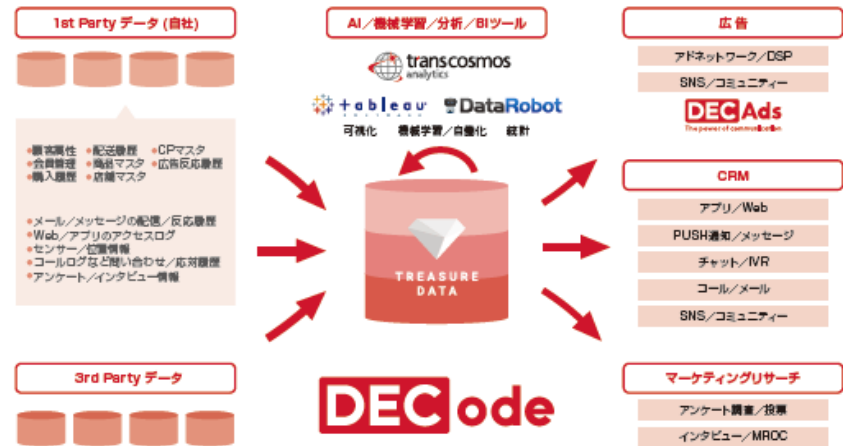 1st Party データ (自社)
●顧客属性 ●配送履歴 ●CPマスタ
●会員管理 ●商品マスタ ●広告反応履歴
●購入履歴 ●店舗マスタ
●メール/メッセージの配信/反応履歴
●Web/アプリのアクセスログ
●センサー/位置情報
●コールログなど問い合わせ/応対履歴
●アンケート/インタビュー情報
3rd Party データ
AI/機械学習/分析/BIツール
transcosmos
analytics
+ableau DataRobot
可視化 機械学習/自動化 統計
TREASURE
DATA
DECode
広告
アドネットワーク/DSP
SNS/コミュニティー
DEC Ads
The power of communication
CRM
アプリ/Web
PUSH通知/メッセージ
チャット/IVR
コール/メール
SNS/コミュニティー
マーケティングリサーチ
アンケート調査/投票
インタビュー/MROC